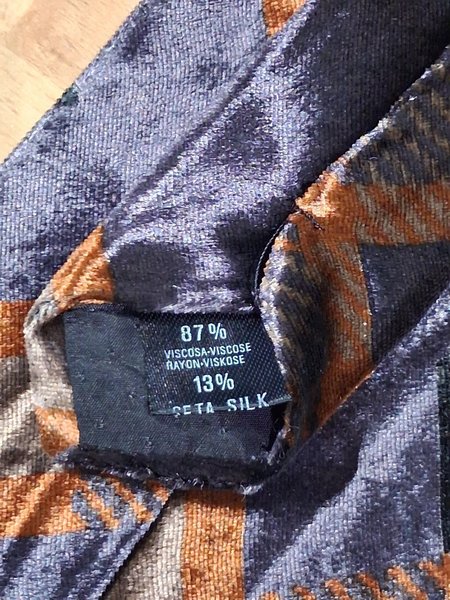 87%
VISCOSA-VISCOSE
RAYON-VISKOSE
13%
SETA SILK